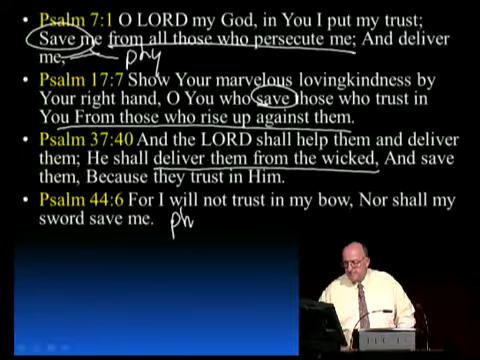 • Psalm 7:1 O LORD my God, in You I put my trust;
Save me from all those who persecute me; And deliver
me,
phy
• Psalm 17:7 Show Your marvelous lovingkindness by
Your right hand, O You who save those who trust in
You From those who rise up against them.
• Psalm 37:40 And the LORD shall help them and deliver
them; He shall deliver them from the wicked, And save
them, Because they trust in Him.
• Psalm 44:6 For I will not trust in my bow, Nor shall my
sword save me.
ph